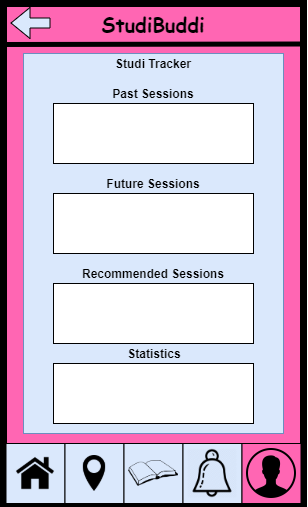 StudiBuddi
Studi Tracker
Past Sessions
Future Sessions
Recommended Sessions
Statistics